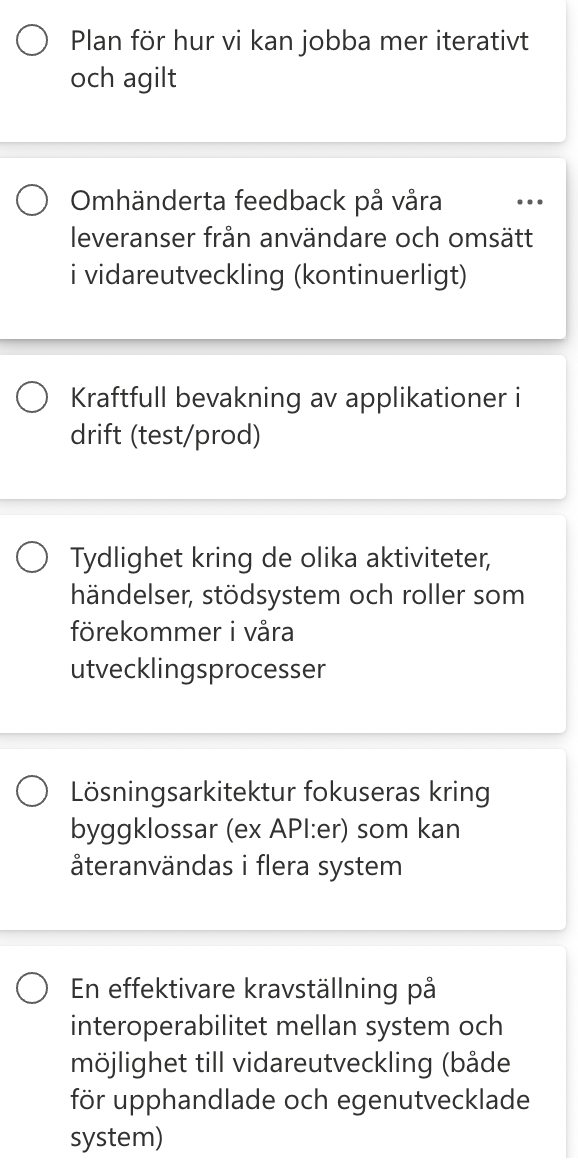 Plan för hur vi kan jobba mer iterativt
och agilt
Omhänderta feedback på våra
leveranser från användare och omsätt
i vidareutveckling (kontinuerligt)
Kraftfull bevakning av applikationer i
drift (test/prod)
Tydlighet kring de olika aktiviteter,
händelser, stödsystem och roller som
förekommer i våra
utvecklingsprocesser
Lösningsarkitektur fokuseras kring
byggklossar (ex API:er) som kan
återanvändas i flera system
En effektivare kravställning på
interoperabilitet mellan system och
möjlighet till vidareutveckling (både
för upphandlade och egenutvecklade
system)